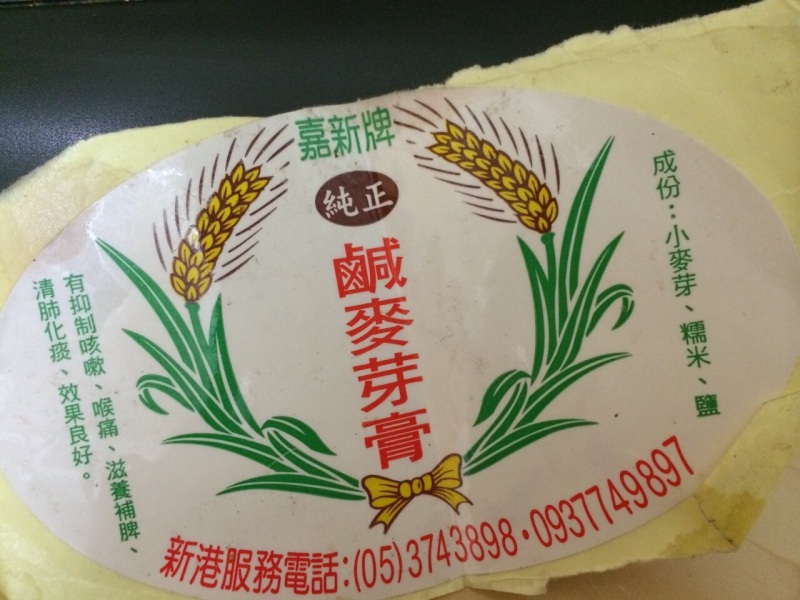 嘉新牌
純正
鹹麥芽膏
成份：小麥芽、糯米、鹽
有抑制咳嗽、喉痛、滋養補脾、
清肺化痰、效果良好。
新港服務電話：(05)3743898・0937749897